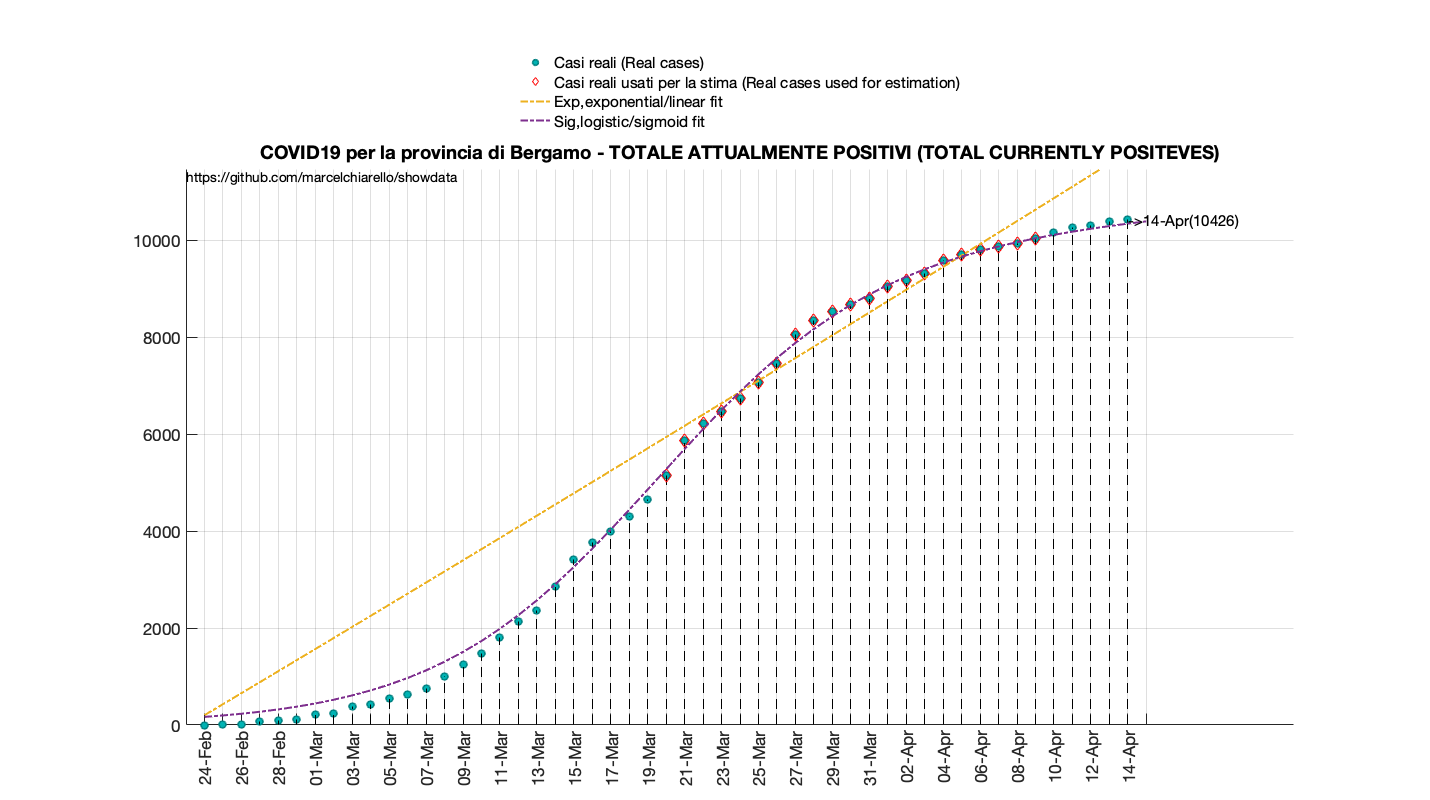 Casi reali (Real cases)
Casi reali usati per la stima (Real cases used for estimation)
Exp,exponential/linear fit
Sig,logistic/sigmoid fit
COVID19 per la provincia di Bergamo - TOTALE ATTUALMENTE POSITIVI (TOTAL CURRENTLY POSITEVES)
https://github.com/marcelchiarello/showdata
->14-Apr(10426)
10000
8000
6000
4000
2000
0
24-Feb
26-Feb
28-Feb
01-Mar
03-Mar
05-Mar
07-Mar
09-Mar
11-Mar
13-Mar
15-Mar
17-Mar
19-Mar
21-Mar
23-Mar
25-Mar
27-Mar
29-Mar
31-Mar
02-Apr
04-Apr
06-Apr
08-Apr
10-Apr
12-Apr
14-Apr